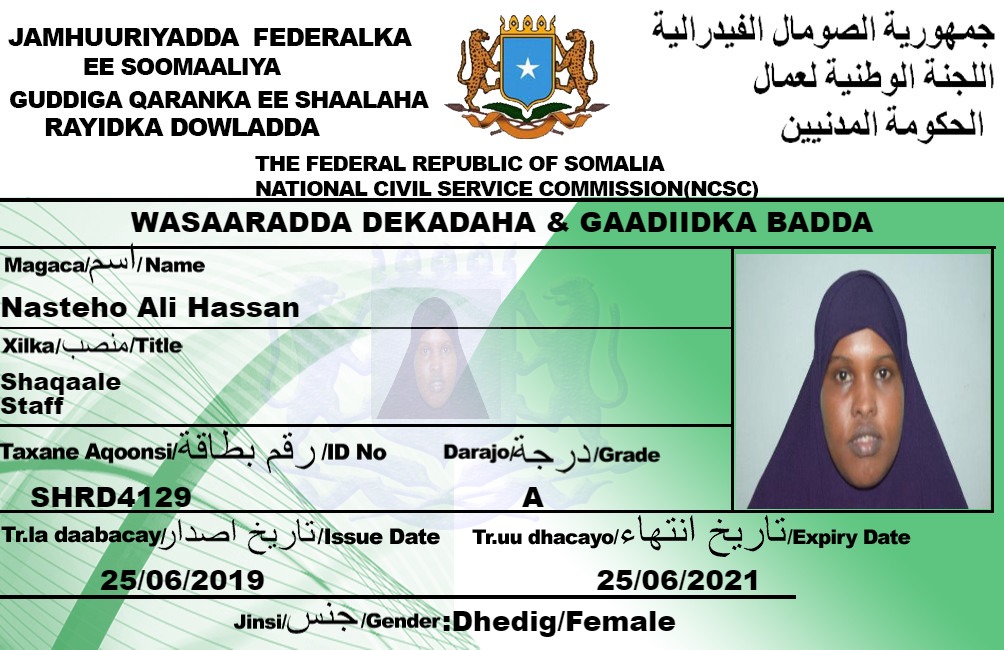 JAMHUURIYADDA FEDERALKA
EE SOOMAALIYA
GUDDIGA QARANKA EE SHAALAHA
RAYIDKA DOWLADDA
جمهورية الصومال الفيدرالية
اللجنة الوطنية لعمال
الحكومة المدنيين
THE FEDERAL REPUBLIC OF SOMALIA
NATIONAL CIVIL SERVICE COMMISSION(NCSC)
WASAARADDA DEKADAHA & GAADIIDKA BADDA
Magaca/اسم/Name
Nasteho Ali Hassan
Xilka/منصب/Title
Shaqaale
Staff
Taxane Aqoonsi/رقم بطاقة/ID No
SHRD4129
Darajo/درجة/Grade
A
Tr.la daabacay/تاريخ اصدار/Issue Date
25/06/2019
Tr.uu dhacayo/تاريخ انتهاء/Expiry Date
25/06/2021
Jinsi/جنس/Gender:Dhedig/Female